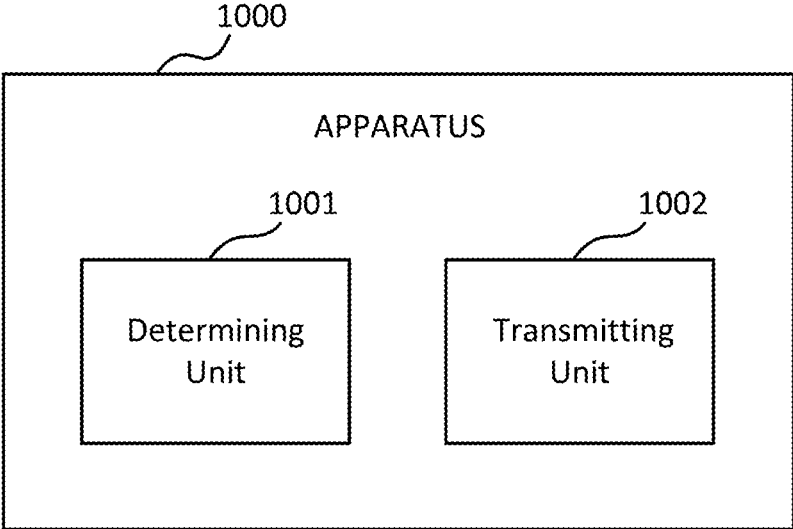 1000
APPARATUS
1001
1002
Determining
Unit
Transmitting
Unit